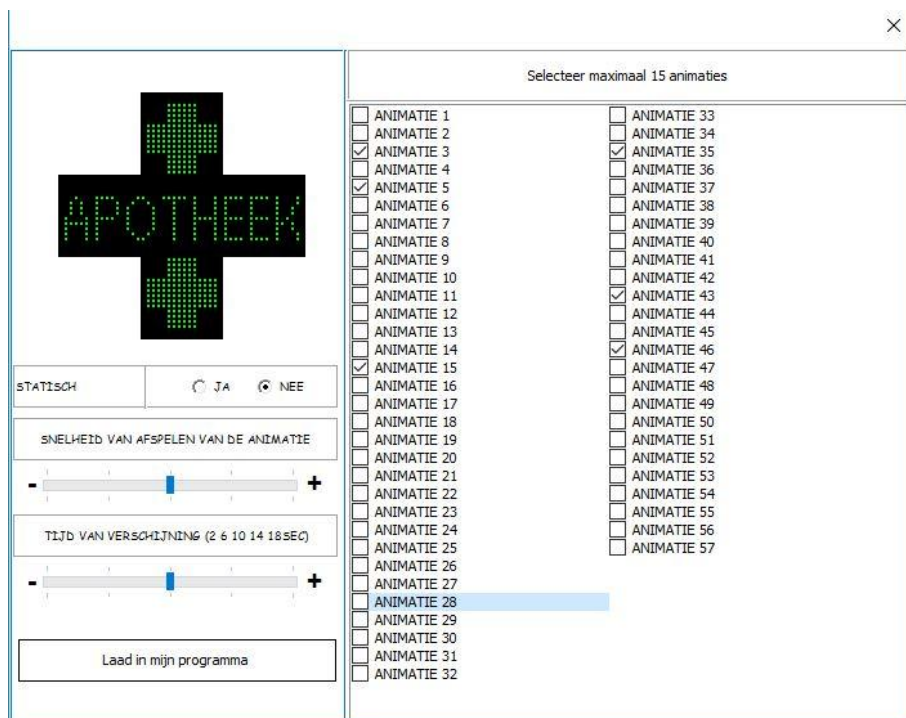 Selecteer maximaal 15 animaties
APOTHEEK
STATISCH JA NEE
SNELHEID VAN AFSPELEN VAN DE ANIMATIE
- +
TIJD VAN VERSCHIJNING (2 6 10 14 18SEC)
- +
Laad in mijn programma
ANIMATIE 1
ANIMATIE 2
ANIMATIE 3
ANIMATIE 4
ANIMATIE 5
ANIMATIE 6
ANIMATIE 7
ANIMATIE 8
ANIMATIE 9
ANIMATIE 10
ANIMATIE 11
ANIMATIE 12
ANIMATIE 13
ANIMATIE 14
ANIMATIE 15
ANIMATIE 16
ANIMATIE 17
ANIMATIE 18
ANIMATIE 19
ANIMATIE 20
ANIMATIE 21
ANIMATIE 22
ANIMATIE 23
ANIMATIE 24
ANIMATIE 25
ANIMATIE 26
ANIMATIE 27
ANIMATIE 28
ANIMATIE 29
ANIMATIE 30
ANIMATIE 31
ANIMATIE 32
ANIMATIE 33
ANIMATIE 34
ANIMATIE 35
ANIMATIE 36
ANIMATIE 37
ANIMATIE 38
ANIMATIE 39
ANIMATIE 40
ANIMATIE 41
ANIMATIE 42
ANIMATIE 43
ANIMATIE 44
ANIMATIE 45
ANIMATIE 46
ANIMATIE 47
ANIMATIE 48
ANIMATIE 49
ANIMATIE 50
ANIMATIE 51
ANIMATIE 52
ANIMATIE 53
ANIMATIE 54
ANIMATIE 55
ANIMATIE 56
ANIMATIE 57